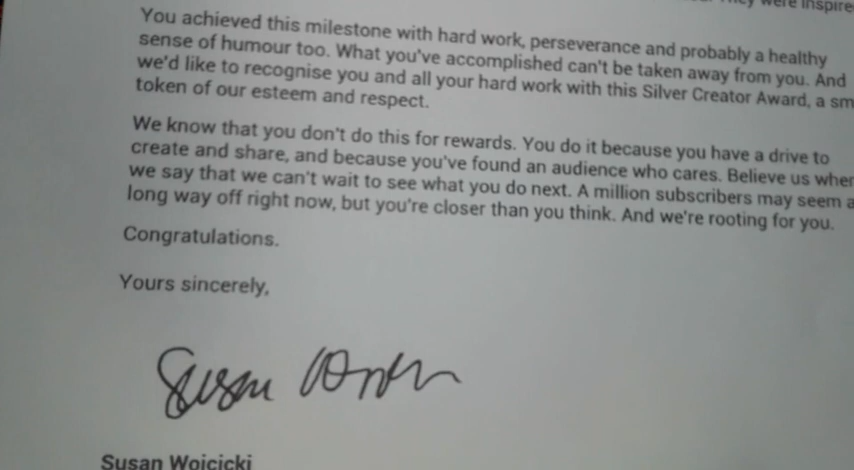 They were inspire
You achieved this milestone with hard work, perseverance and probably a healthy
sense of humour too. What you've accomplished can't be taken away from you. And
we'd like to recognise you and all your hard work with this Silver Creator Award, a sm
token of our esteem and respect.
We know that you don't do this for rewards. You do it because you have a drive to
create and share, and because you've found an audience who cares. Believe us when
we say that we can't wait to see what you do next. A million subscribers may seem a
long way off right now, but you're closer than you think. And we're rooting for you.
Congratulations.
Yours sincerely,
Susan
Susan Wojcicki